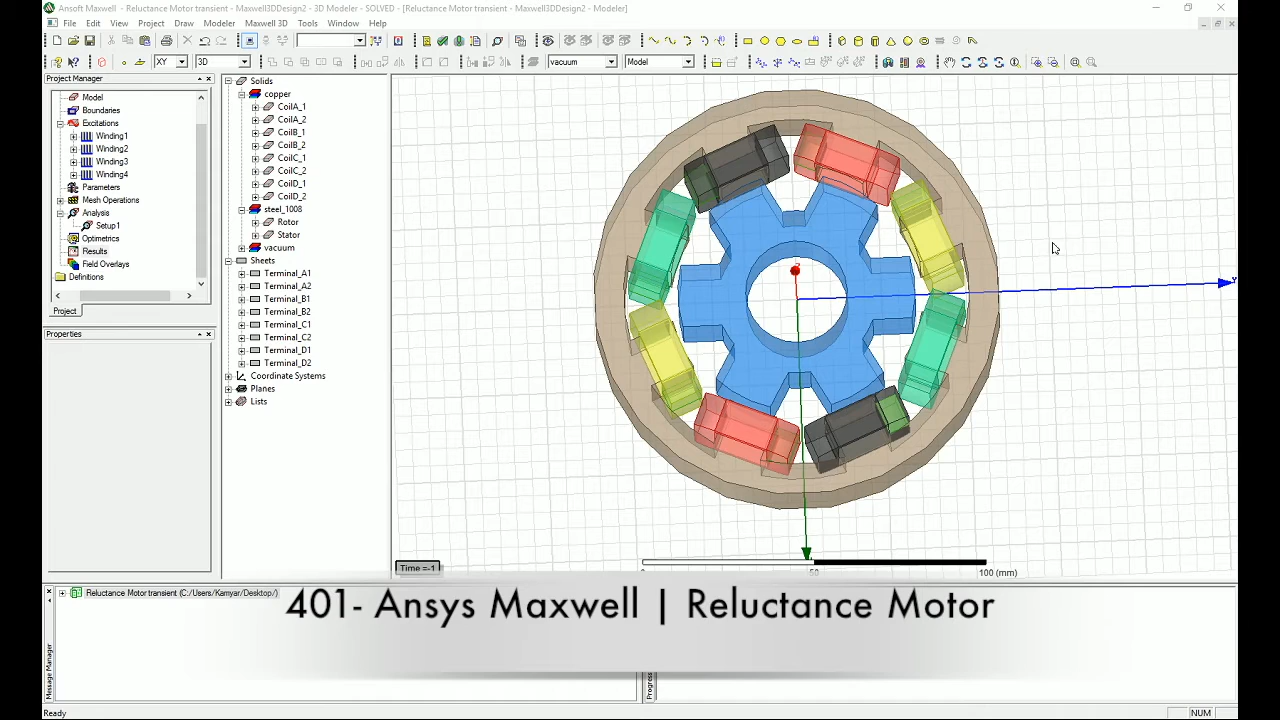 Ansoft Maxwell - Reluctance Motor transient - Maxwell3DDesign2 - 3D Modeler - SOLVED - [Reluctance Motor transient - Maxwell3DDesign2 - Modeler]
File Edit View Project Draw Modeler Maxwell 3D Tools Window Help
XY 3D vacuum Model
Project Manager
Model
Boundaries
Excitations
Winding1
Winding2
Winding3
Winding4
Parameters
Mesh Operations
Analysis
Setup1
Optimetrics
Results
Field Overlays
Definitions
Project
Properties
Solids
copper
CoilA_1
CoilA_2
CoilB_1
CoilB_2
CoilC_1
CoilC_2
CoilD_1
CoilD_2
steel_1008
Rotor
Stator
vacuum
Sheets
Terminal_A1
Terminal_A2
Terminal_B1
Terminal_B2
Terminal_C1
Terminal_C2
Terminal_D1
Terminal_D2
Coordinate Systems
Planes
Lists
Time =-1
50 100 (mm)
Reluctance Motor transient (C:/Users/Kamyar/Desktop/)
401- Ansys Maxwell | Reluctance Motor
Message Manager
Progress
Ready
NUM